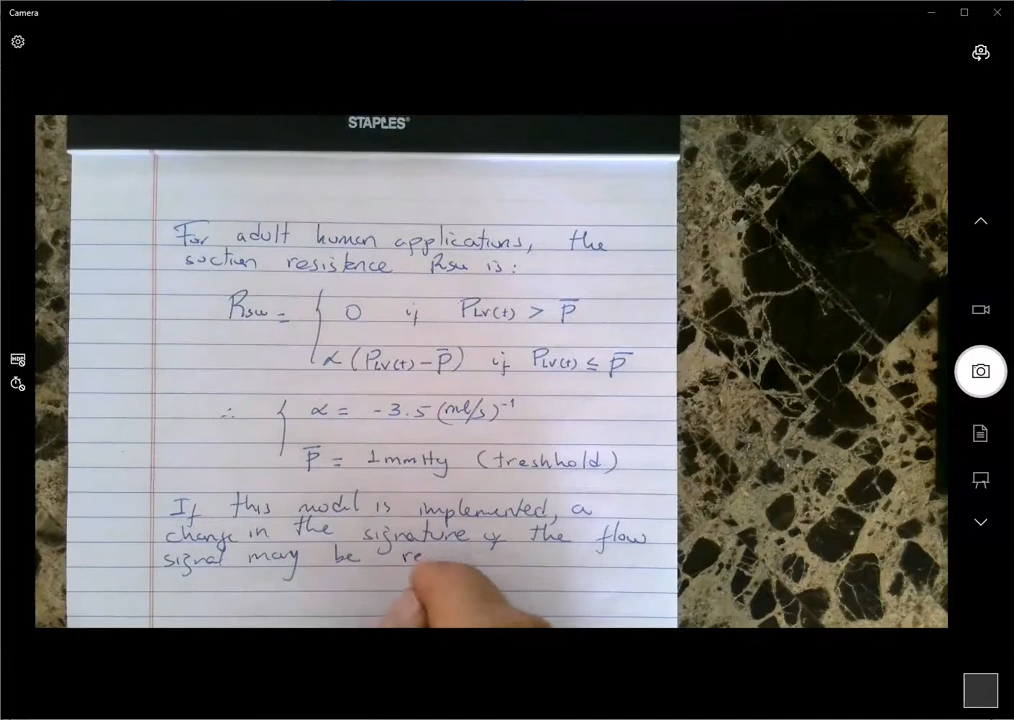 Camera
STAPLES®
For adult human applications, the
suction resistence Rsu is:
Rsu = { 0 if PLV(t) > p̅
α (PLV(t) - p̅) if PLV(t) ≤ p̅
∴ { α = -3.5 (ml/s)⁻¹
p̅ = 1mmHg (treshhold)
If this model is implemented, a
change in the signature of the flow
signal may be re